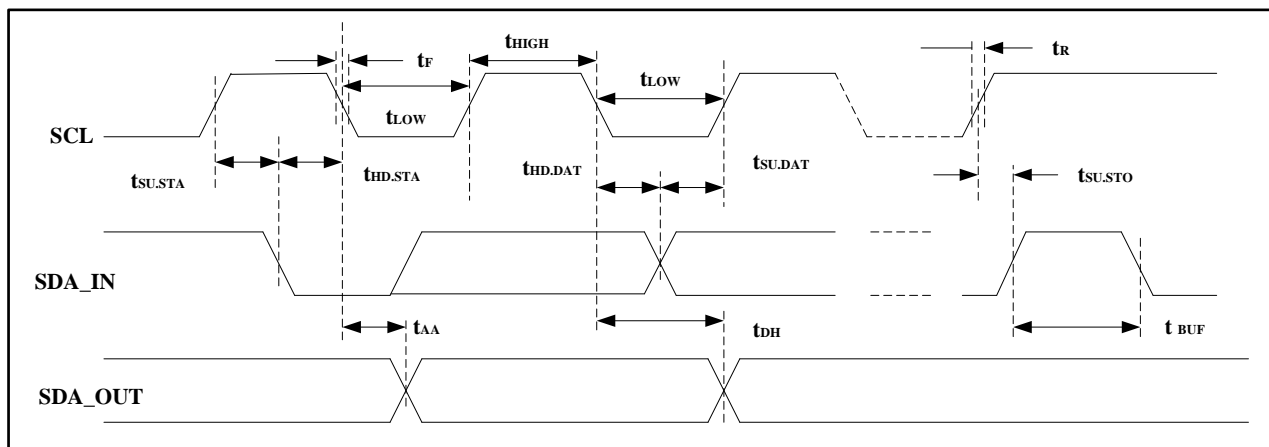 tHIGH
tR
tF
tLOW
tLOW
SCL
tSU.STA
tHD.STA
tHD.DAT
tSU.DAT
tSU.STO
SDA_IN
tAA
tDH
t BUF
SDA_OUT